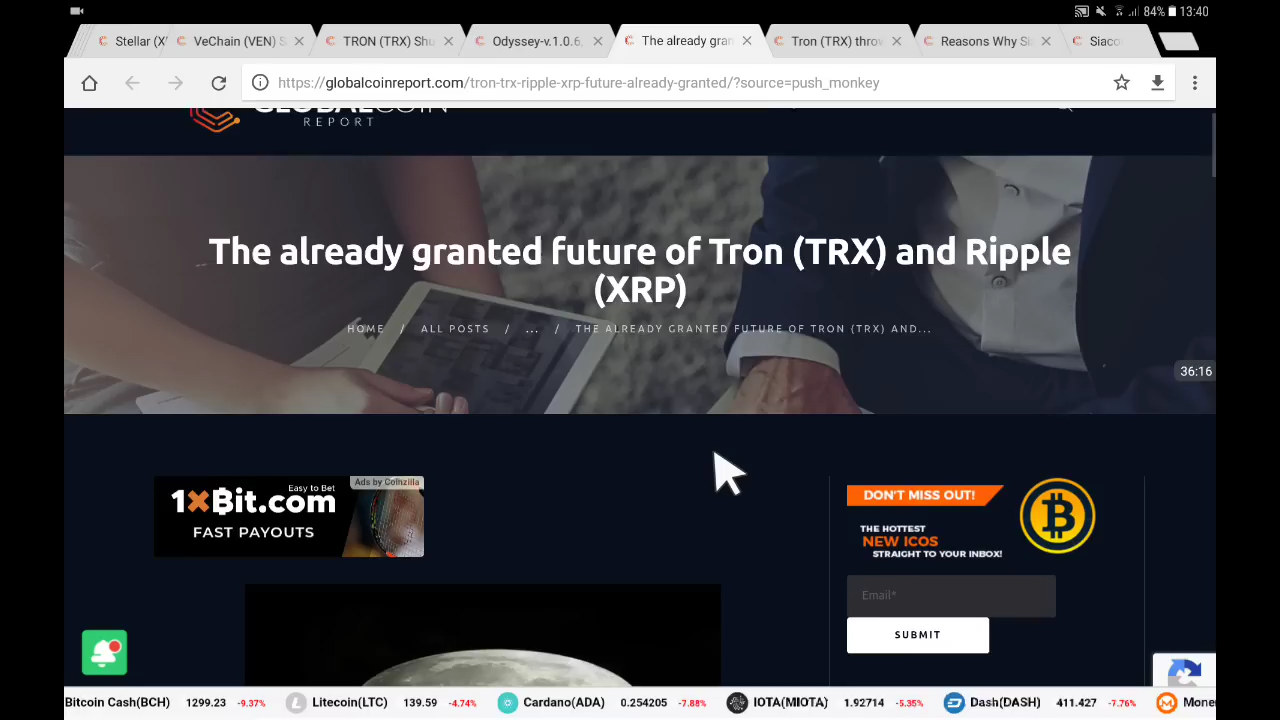 84% 13:40
Stellar (X
VeChain (VEN) S
TRON (TRX) Shu
Odyssey-v.1.0.6,
The already gran
Tron (TRX) throw
Reasons Why Si
Siaco
https://globalcoinreport.com/tron-trx-ripple-xrp-future-already-granted/?source=push_monkey
GLOBALCOIN
REPORT
The already granted future of Tron (TRX) and Ripple
(XRP)
HOME / ALL POSTS / ... / THE ALREADY GRANTED FUTURE OF TRON (TRX) AND...
36:16
Ads by Coinzilla
Easy to Bet
1XBit.com
FAST PAYOUTS
DON'T MISS OUT!
THE HOTTEST
NEW ICOS
STRAIGHT TO YOUR INBOX!
Email*
SUBMIT
Bitcoin Cash(BCH) 1299.23 -9.37% Litecoin(LTC) 139.59 -4.74% Cardano(ADA) 0.254205 -7.88% IOTA(MIOTA) 1.92714 -5.35% Dash(DASH) 411.427 -7.76% Mone